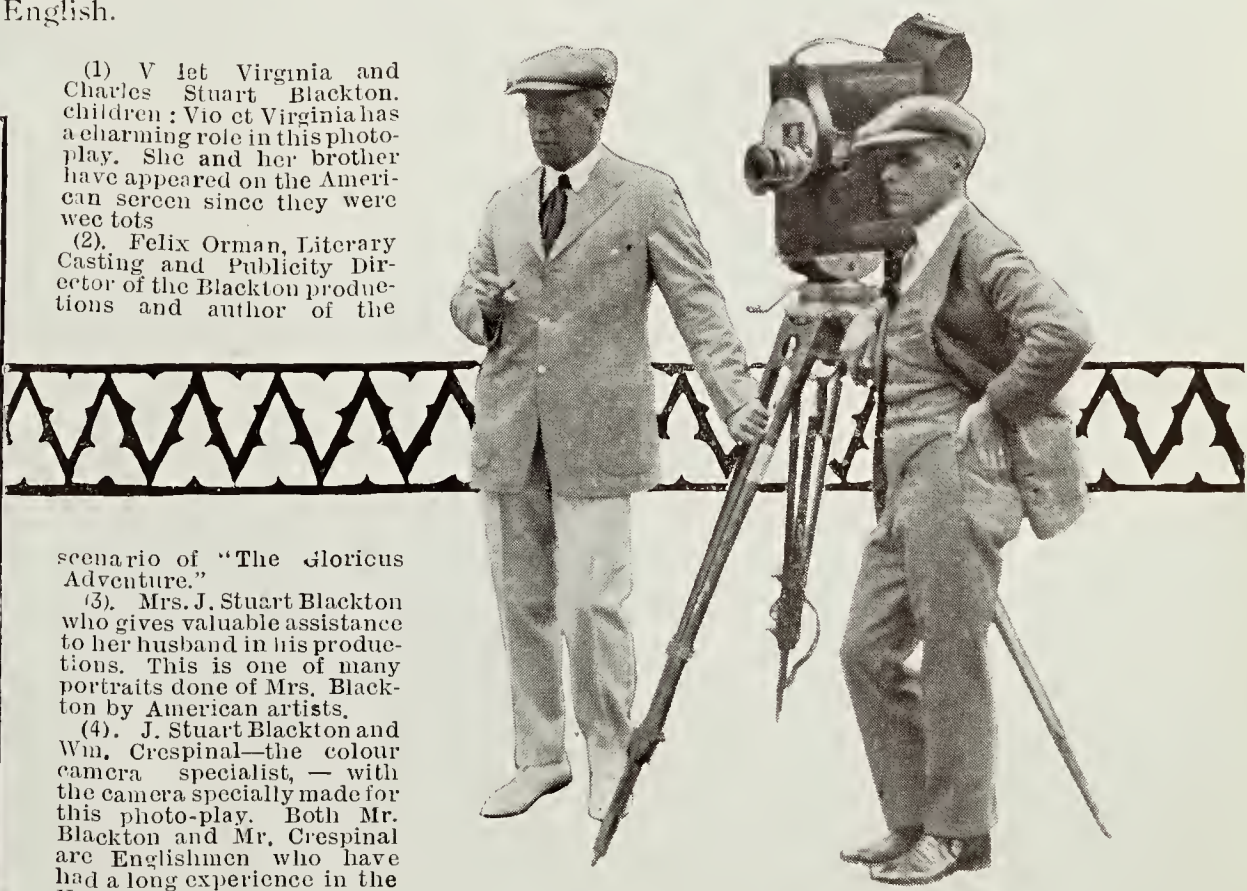 English.
(1) V let Virginia and
Charles Stuart Blackton.
children : Vio et Virginia has
a charming role in this photo-
play. She and her brother
have appeared on the Ameri-
can screen since they were
wee tots
(2). Felix Orman, Literary
Casting and Publicity Dir-
ector of the Blackton produc-
tions and author of the
scenario of "The Gloricus
Adventure."
(3). Mrs. J. Stuart Blackton
who gives valuable assistance
to her husband in his produc-
tions. This is one of many
portraits done of Mrs. Black-
ton by American artists.
(4). J. Stuart Blackton and
Wm. Crespinal—the colour
camera specialist, — with
the camera specially made for
this photo-play. Both Mr.
Blackton and Mr. Crespinal
are Englishmen who have
had a long experience in the